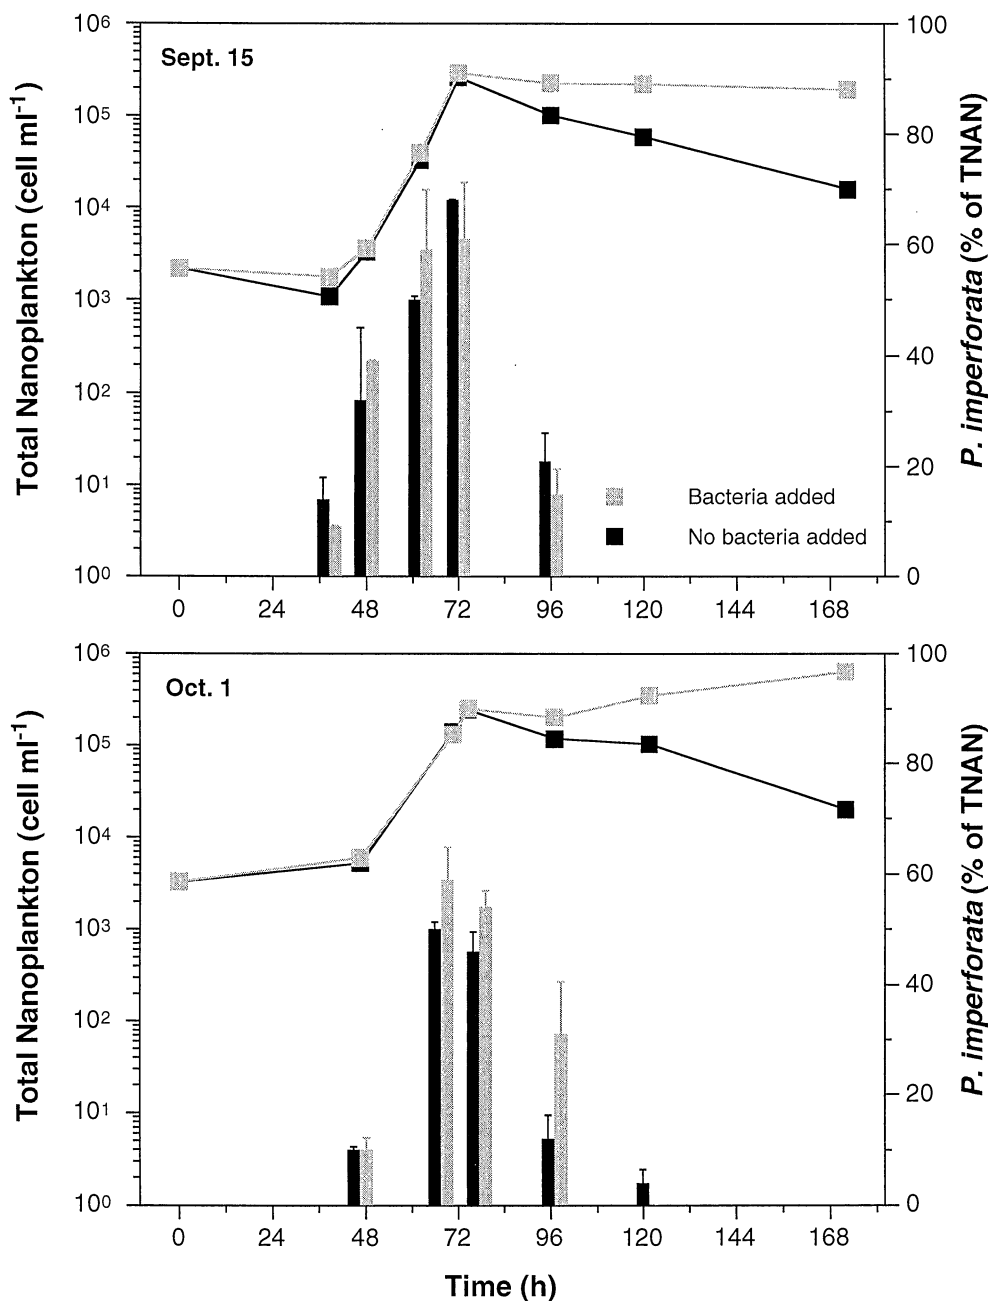 Sept. 15
Total Nanoplankton (cell ml-1)
10⁶
10⁵
10⁴
10³
10²
10¹
10⁰
100
80
60
40
20
0
P. imperforata (% of TNAN)
Bacteria added
No bacteria added
0 24 48 72 96 120 144 168
Oct. 1
Total Nanoplankton (cell ml-1)
10⁶
10⁵
10⁴
10³
10²
10¹
10⁰
100
80
60
40
20
0
P. imperforata (% of TNAN)
0 24 48 72 96 120 144 168
Time (h)